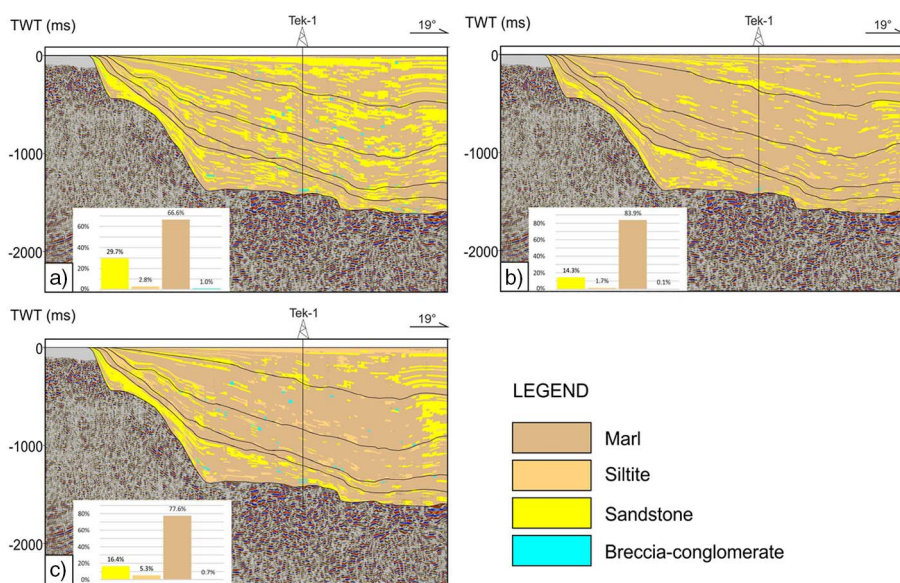 TWT (ms)
Tek-1
19°
0
-1000
-2000
60%
40%
20%
0%
29.7%
2.8%
66.6%
1.0%
a)
TWT (ms)
Tek-1
19°
0
-1000
-2000
80%
60%
40%
20%
0%
14.3%
1.7%
83.9%
0.1%
b)
TWT (ms)
Tek-1
19°
0
-1000
-2000
80%
60%
40%
20%
0%
16.4%
5.3%
77.6%
0.7%
c)
LEGEND
Marl
Siltite
Sandstone
Breccia-conglomerate